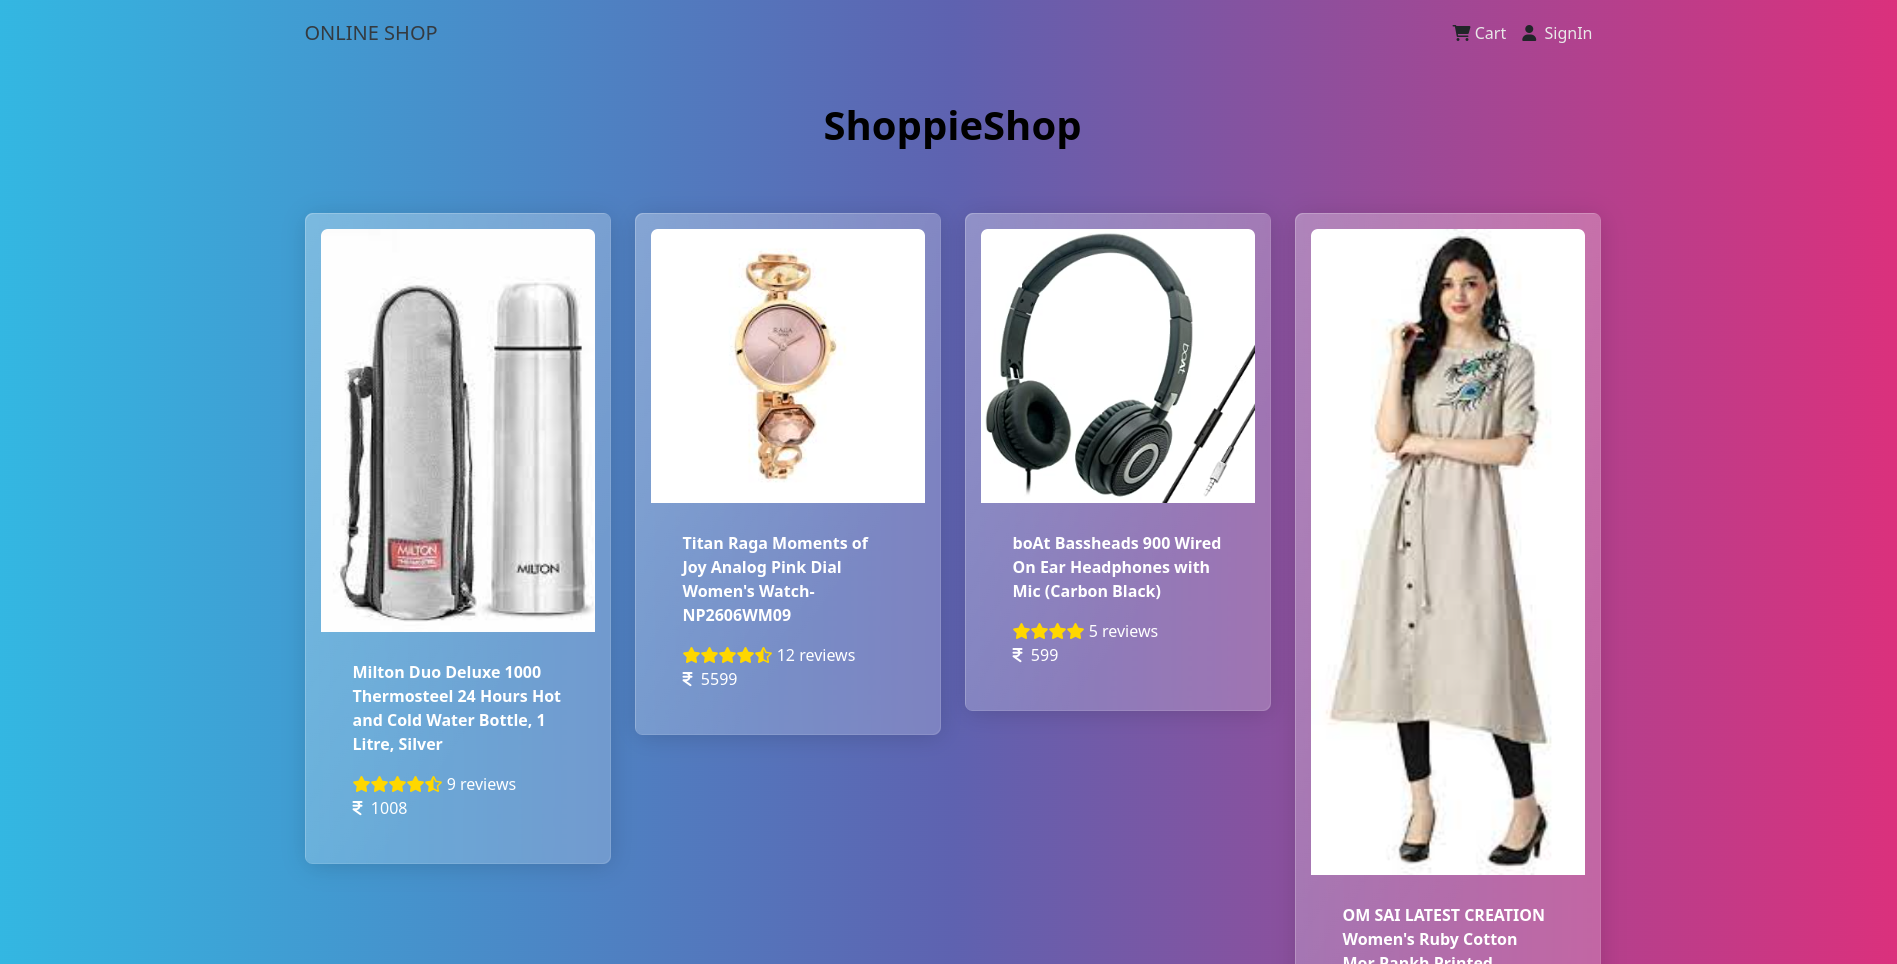 ONLINE SHOP
Cart
SignIn
ShoppieShop
MILTON
MILTON
Milton Duo Deluxe 1000
Thermosteel 24 Hours Hot
and Cold Water Bottle, 1
Litre, Silver
9 reviews
₹ 1008
RAGA
Titan Raga Moments of
Joy Analog Pink Dial
Women's Watch-
NP2606WM09
12 reviews
₹ 5599
boAt
boAt Bassheads 900 Wired
On Ear Headphones with
Mic (Carbon Black)
5 reviews
₹ 599
OM SAI LATEST CREATION
Women's Ruby Cotton
Mor Pankh Printed